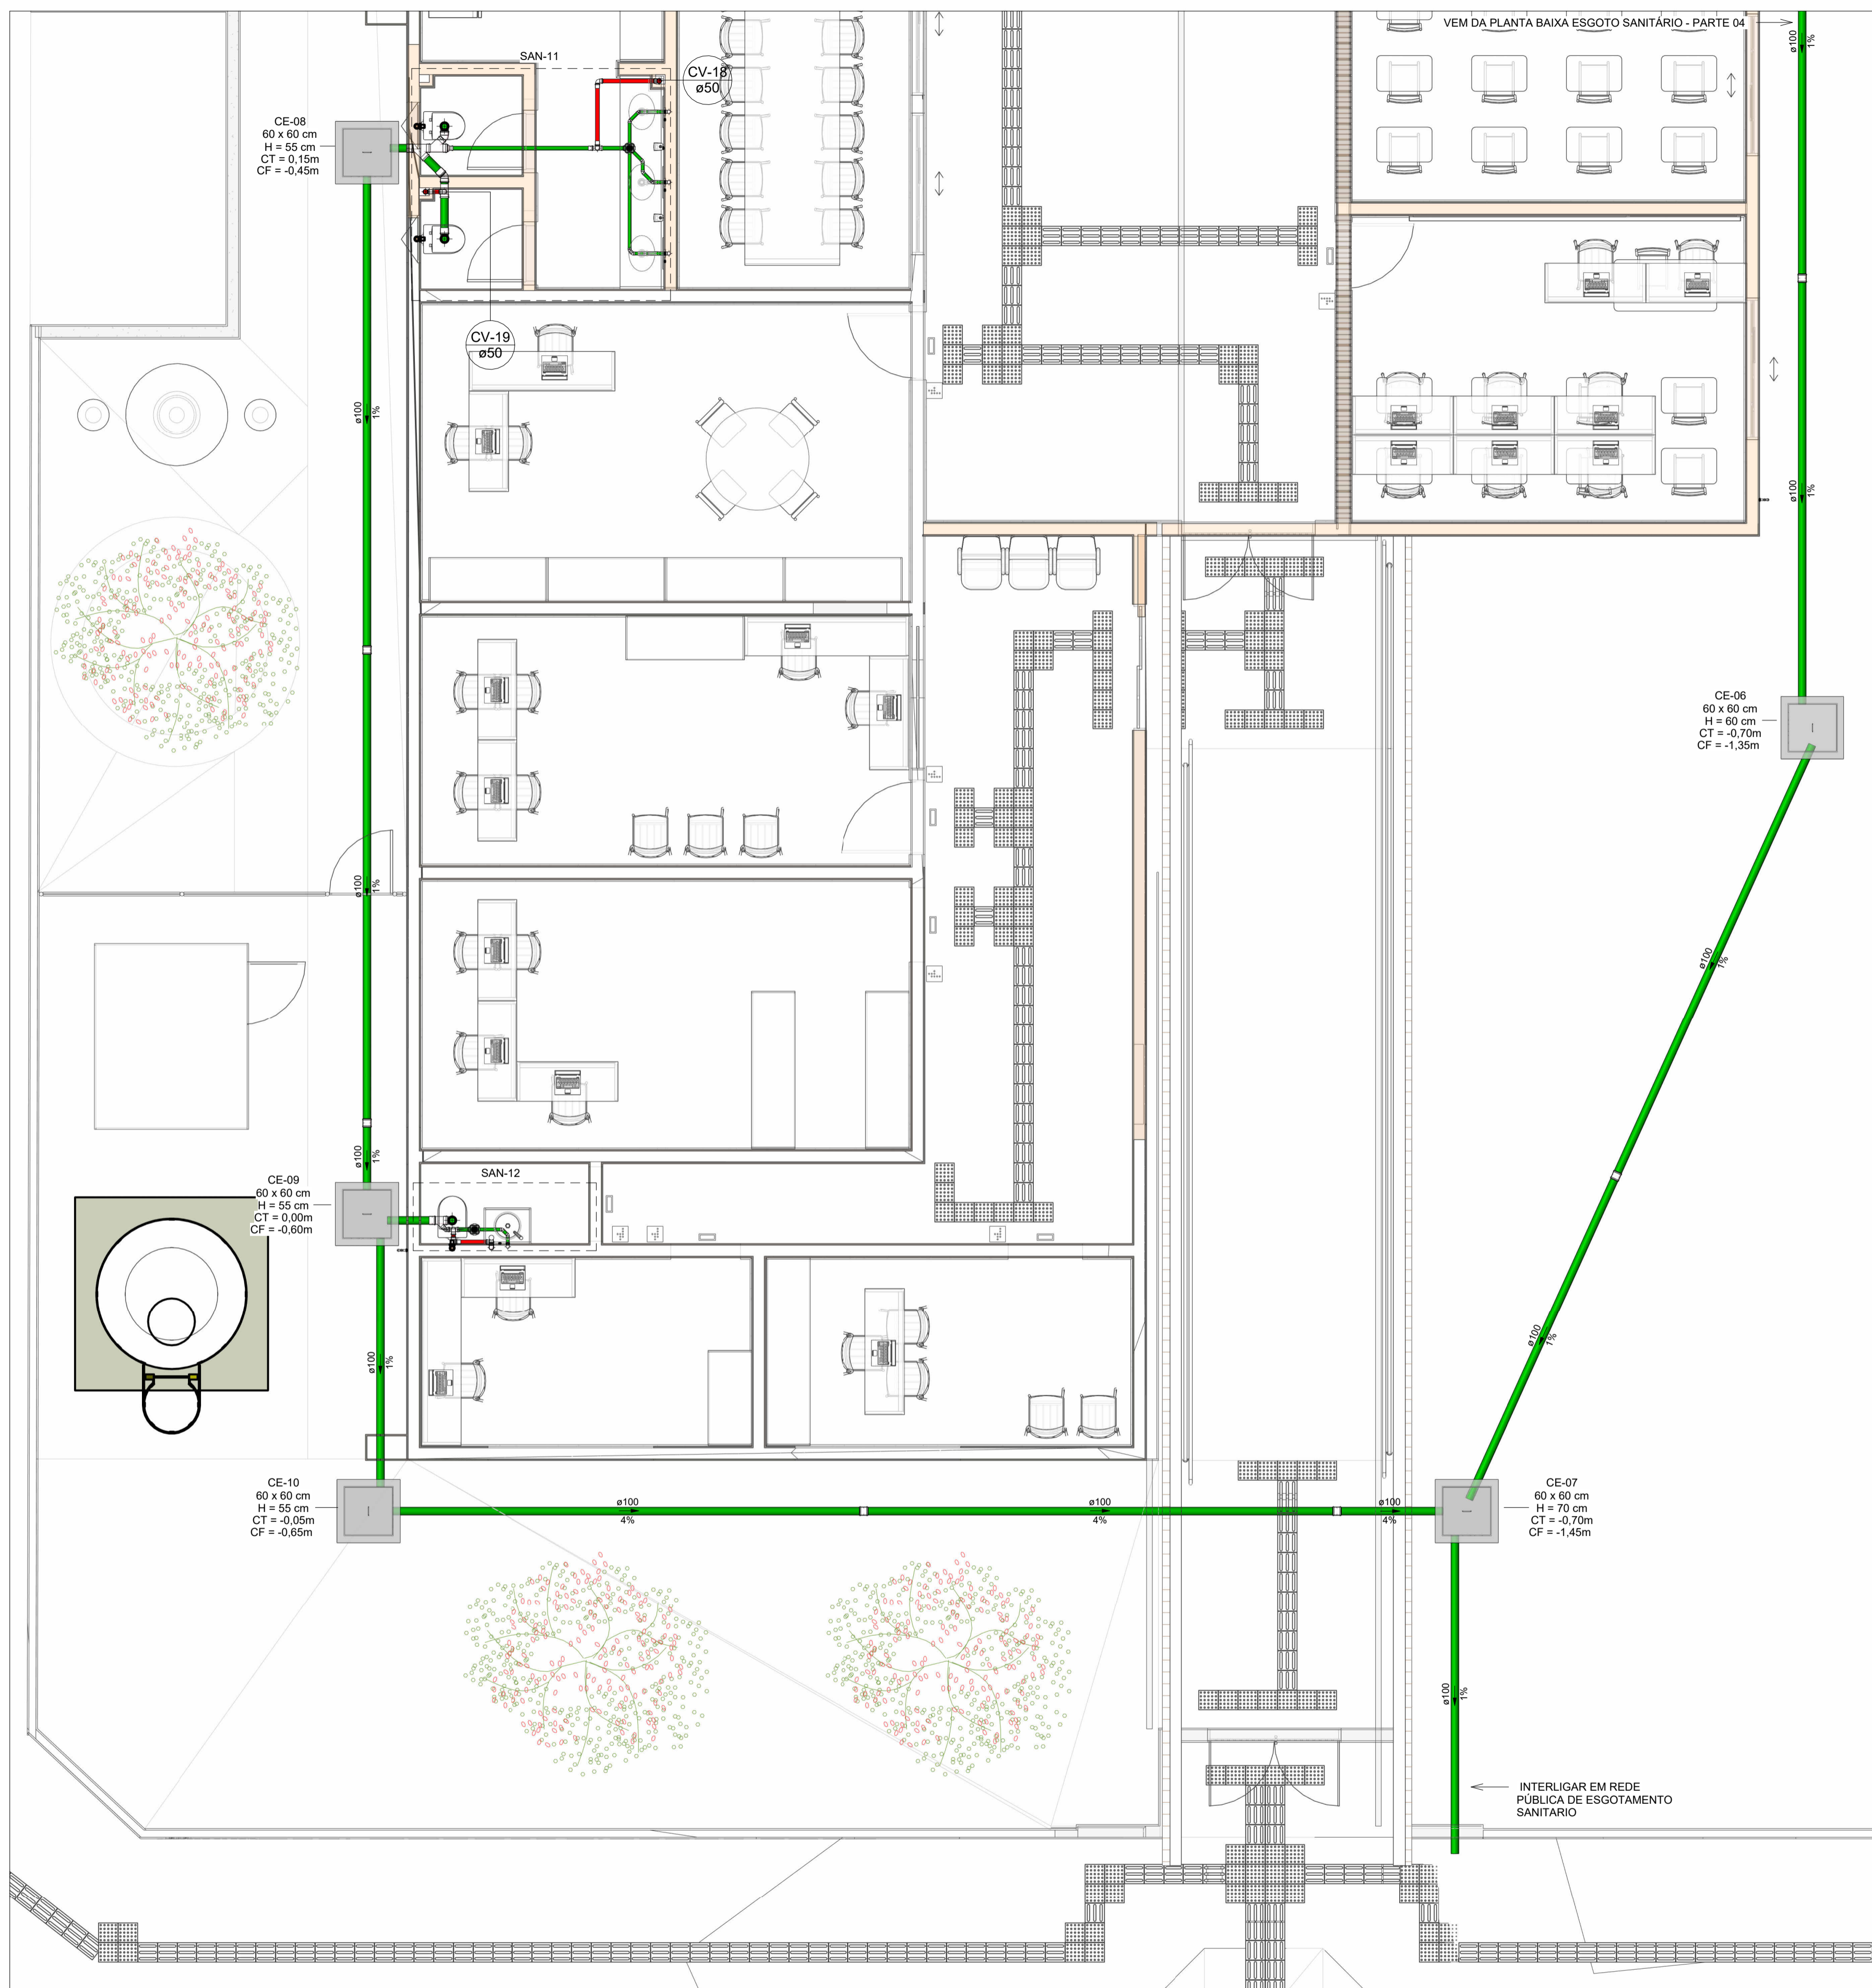 VEM DA PLANTA BAIXA ESGOTO SANITÁRIO - PARTE 04
ø100
1%
SAN-11
CV-18
ø50
CE-08
60 x 60 cm
H = 55 cm
CT = 0,15m
CF = -0,45m
CV-19
ø50
ø100
1%
ø100
1%
CE-06
60 x 60 cm
H = 60 cm
CT = -0,70m
CF = -1,35m
ø100
1%
ø100
1%
ø100
1%
CE-09
60 x 60 cm
H = 55 cm
CT = 0,00m
CF = -0,60m
SAN-12
ø100
1%
ø100
1%
CE-10
60 x 60 cm
H = 55 cm
CT = -0,05m
CF = -0,65m
ø100
4%
ø100
4%
ø100
4%
CE-07
60 x 60 cm
H = 70 cm
CT = -0,70m
CF = -1,45m
ø100
1%
INTERLIGAR EM REDE
PÚBLICA DE ESGOTAMENTO
SANITARIO